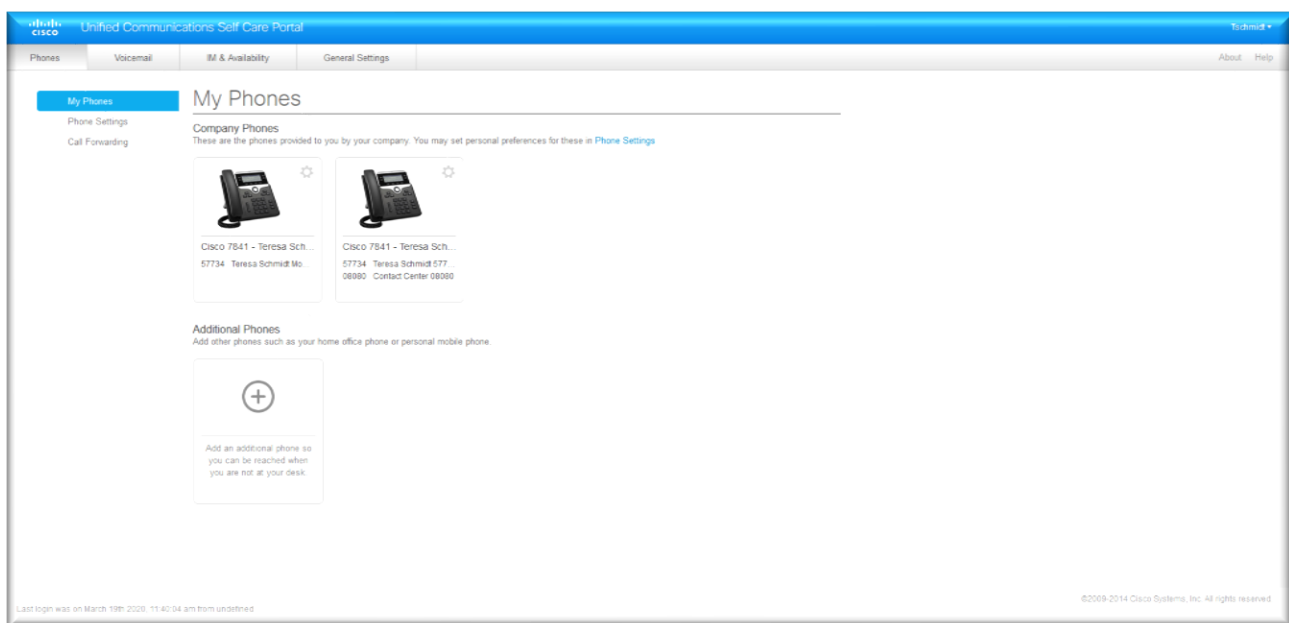 CISCO Unified Communications Self Care Portal
Tschmidt
Phones Voicemail IM & Availability General Settings
About Help
My Phones
Phone Settings
Call Forwarding
My Phones
Company Phones
These are the phones provided to you by your company. You may set personal preferences for these in Phone Settings
Cisco 7841 - Teresa Sch...
57734 Teresa Schmidt Mo...
Cisco 7841 - Teresa Sch...
57734 Teresa Schmidt 577...
08080 Contact Center 08080
Additional Phones
Add other phones such as your home office phone or personal mobile phone.
Add an additional phone so
you can be reached when
you are not at your desk
Last login was on March 19th 2020, 11:40:04 am from undefined
©2009-2014 Cisco Systems, Inc. All rights reserved.